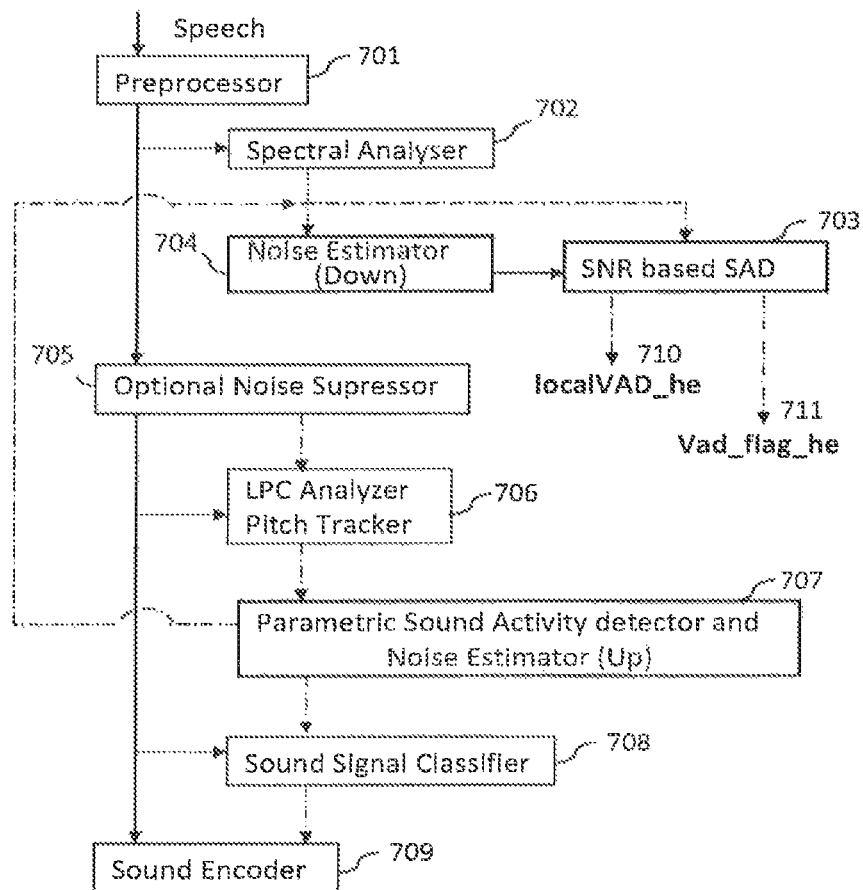 Speech
701
Preprocessor
702
Spectral Analyser
703
704
Noise Estimator
(Down)
SNR based SAD
705
710
Optional Noise Supressor
localVAD_he
711
Vad_flag_he
LPC Analyzer
Pitch Tracker
706
707
Parametric Sound Activity detector and
Noise Estimator (Up)
708
Sound Signal Classifier
Sound Encoder
709